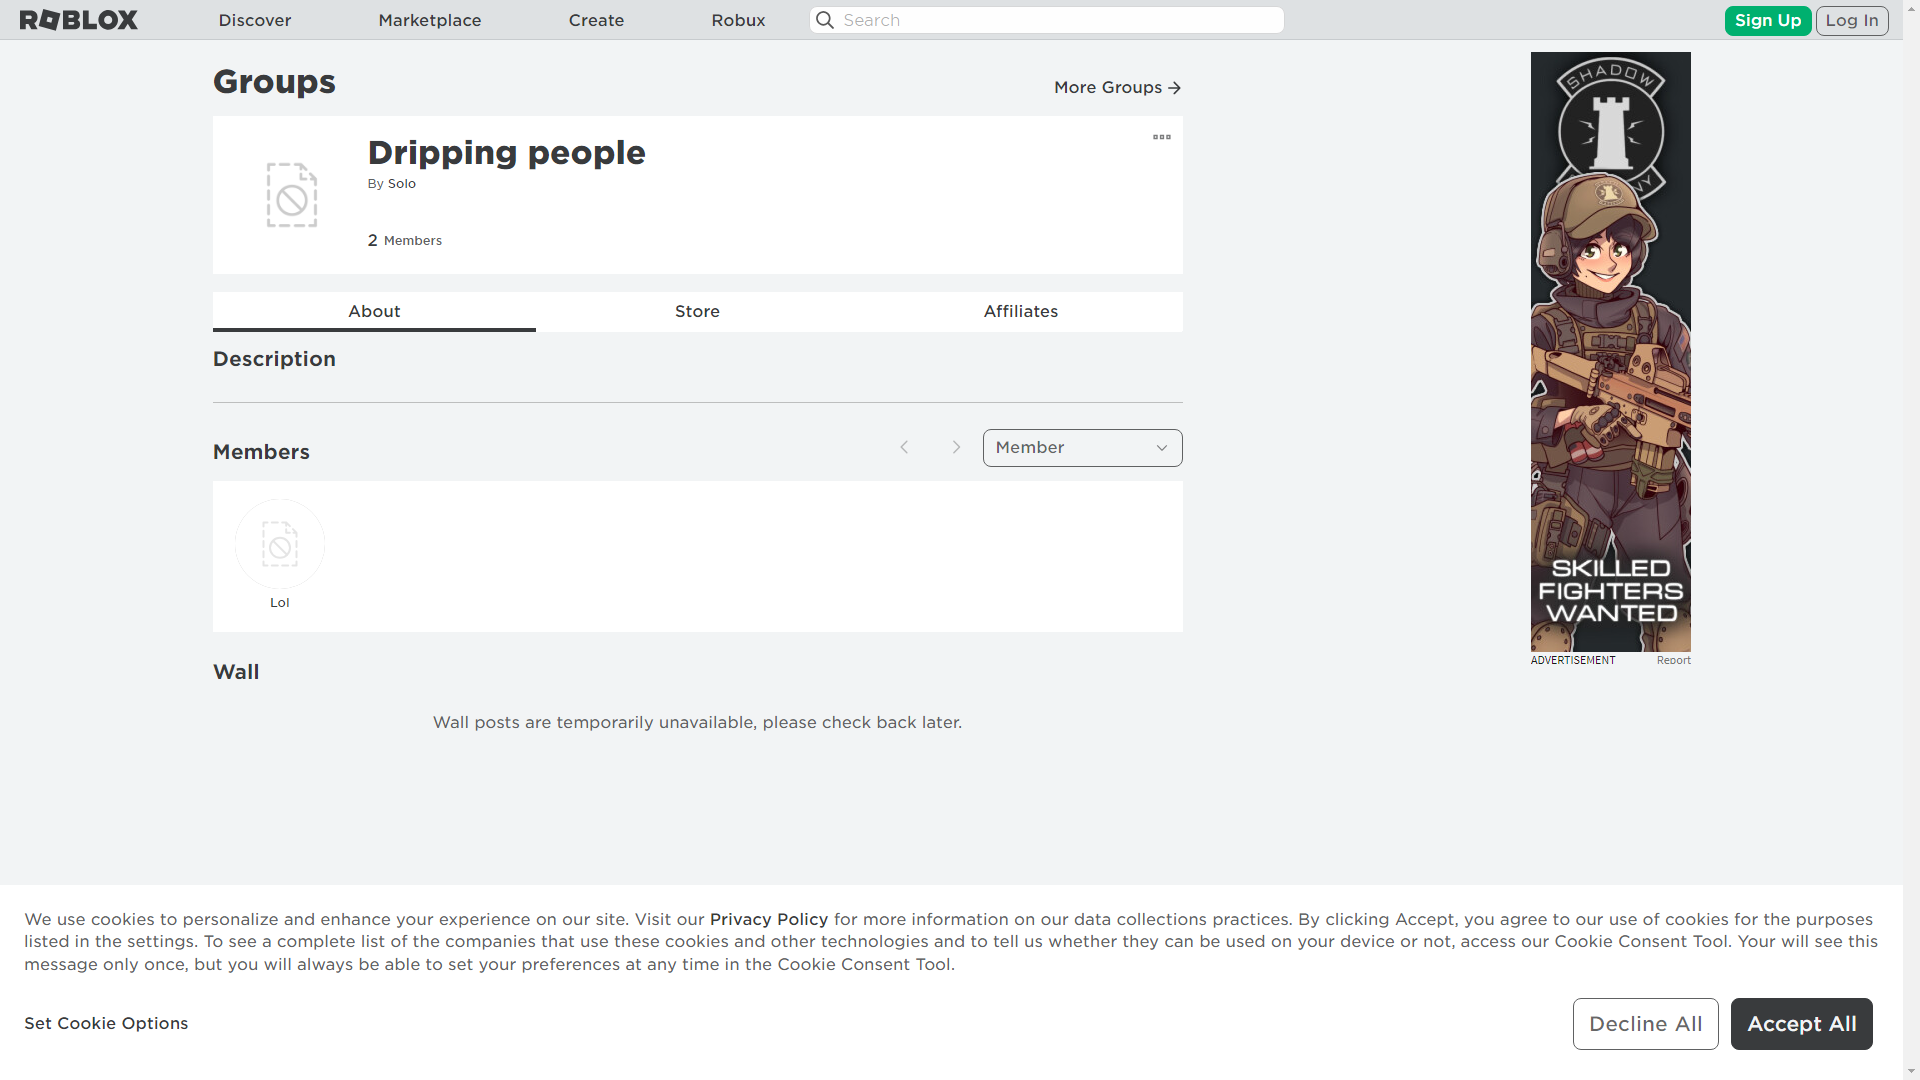 ROBLOX
Discover
Marketplace
Create
Robux
Search
Sign Up
Log In
Groups
More Groups
Dripping people
By Solo
2 Members
About
Store
Affiliates
Description
Members
Member
Lol
Wall
Wall posts are temporarily unavailable, please check back later.
SHADOW
SKILLED
FIGHTERS
WANTED
ADVERTISEMENT
Report
We use cookies to personalize and enhance your experience on our site. Visit our Privacy Policy for more information on our data collections practices. By clicking Accept, you agree to our use of cookies for the purposes
listed in the settings. To see a complete list of the companies that use these cookies and other technologies and to tell us whether they can be used on your device or not, access our Cookie Consent Tool. Your will see this
message only once, but you will always be able to set your preferences at any time in the Cookie Consent Tool.
Set Cookie Options
Decline All
Accept All